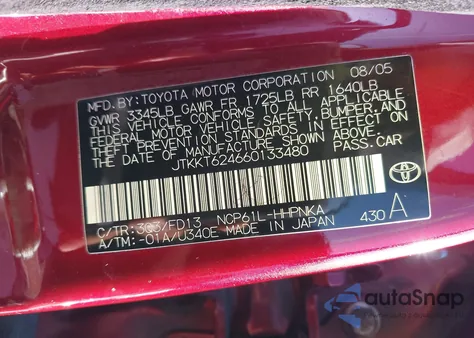 MFD.BY:TOYOTA MOTOR CORPORATION 08/05
GVWR 3345LB GAWR FR 1725LB RR 1640LB
THIS VEHICLE CONFORMS TO ALL APPLICABLE
FEDERAL MOTOR VEHICLE SAFETY, BUMPER, AND
THEFT PREVENTION STANDARDS IN EFFECT ON
THE DATE OF MANUFACTURE SHOWN ABOVE.
JTKKT624660133480 PASS.CAR
C/TR:3Q3/FD13 NCP61L-HHPNKA
A/TM:-01A/U340E MADE IN JAPAN 430 A
TOYOTA
autoSnap